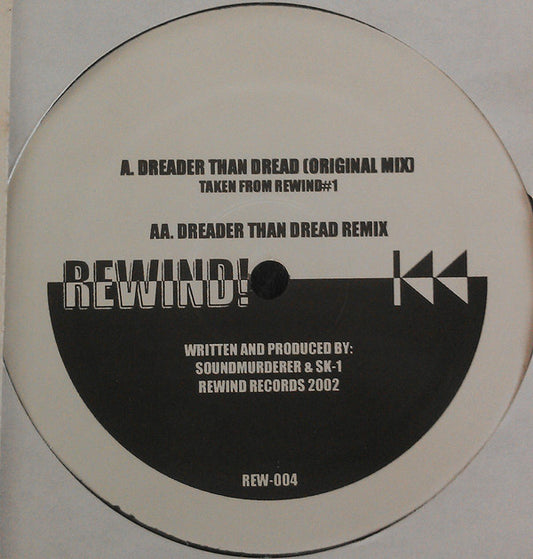 A. DREADER THAN DREAD (ORIGINAL MIX)
TAKEN FROM REWIND#1
AA. DREADER THAN DREAD REMIX
REWIND!
WRITTEN AND PRODUCED BY:
SOUNDMURDERER & SK-1
REWIND RECORDS 2002
REW-004